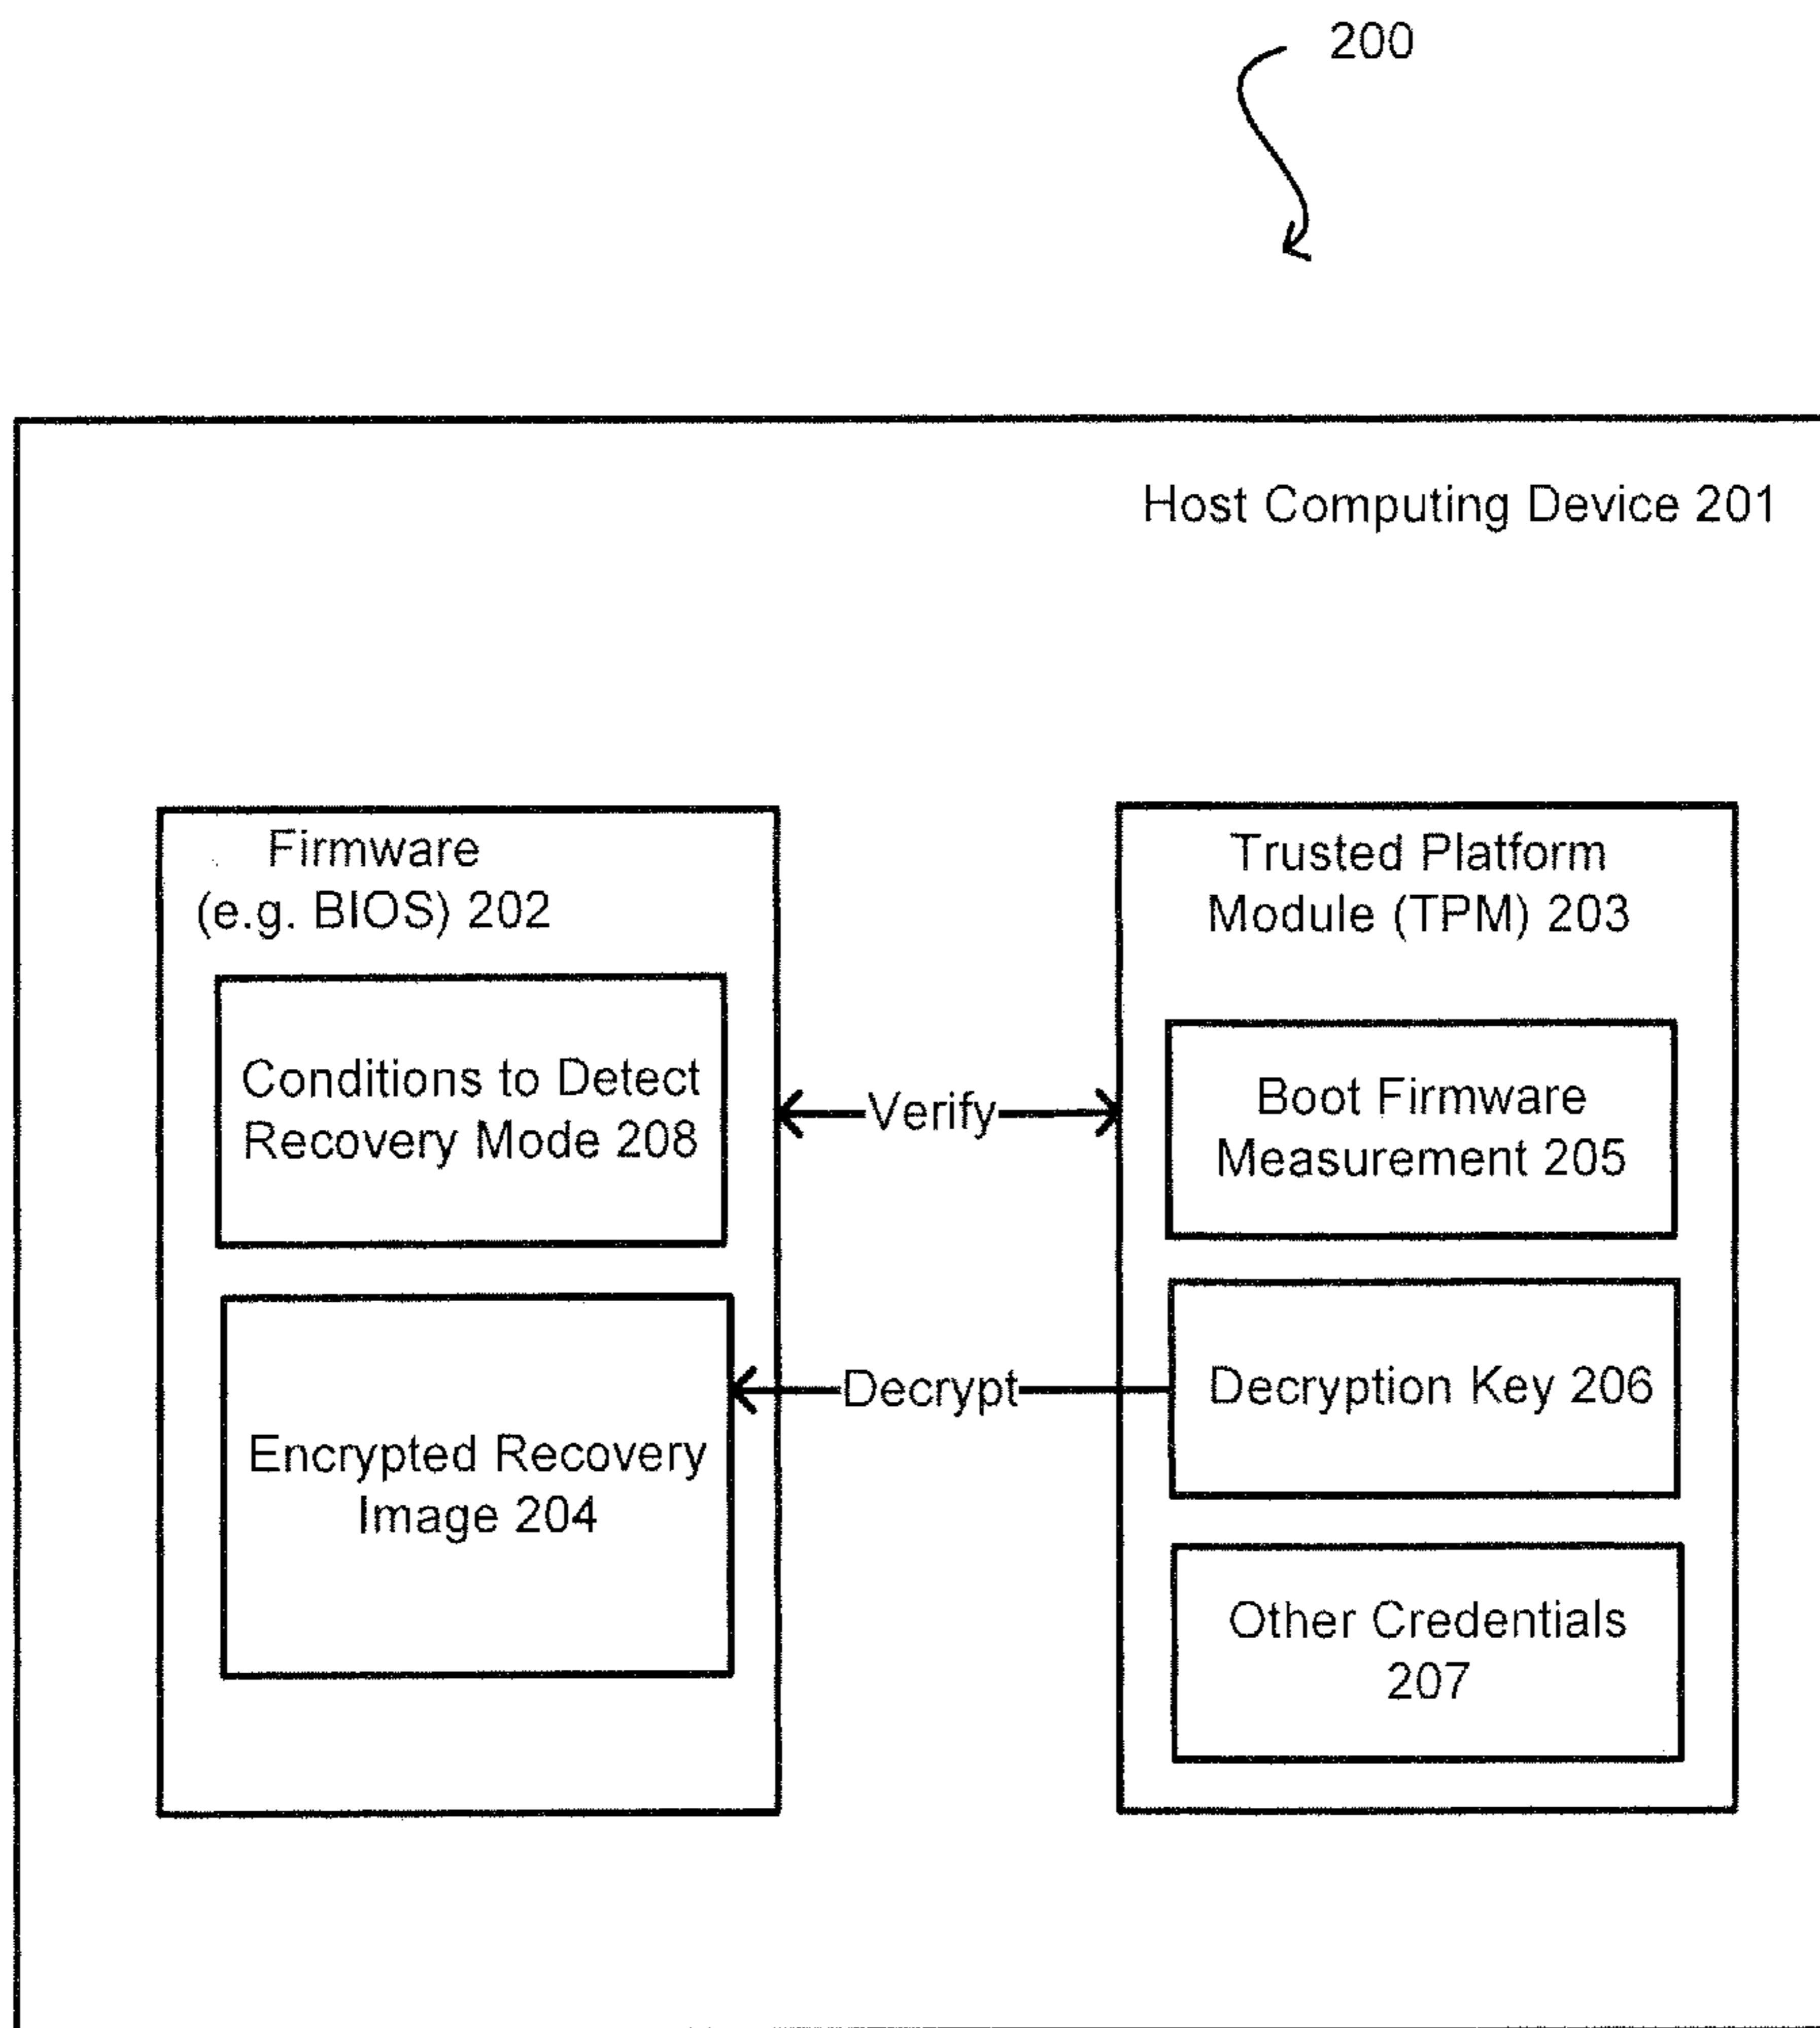 200
Host Computing Device 201
Firmware
(e.g. BIOS) 202
Conditions to Detect
Recovery Mode 208
Encrypted Recovery
Image 204
Verify
Decrypt
Trusted Platform
Module (TPM) 203
Boot Firmware
Measurement 205
Decryption Key 206
Other Credentials
207